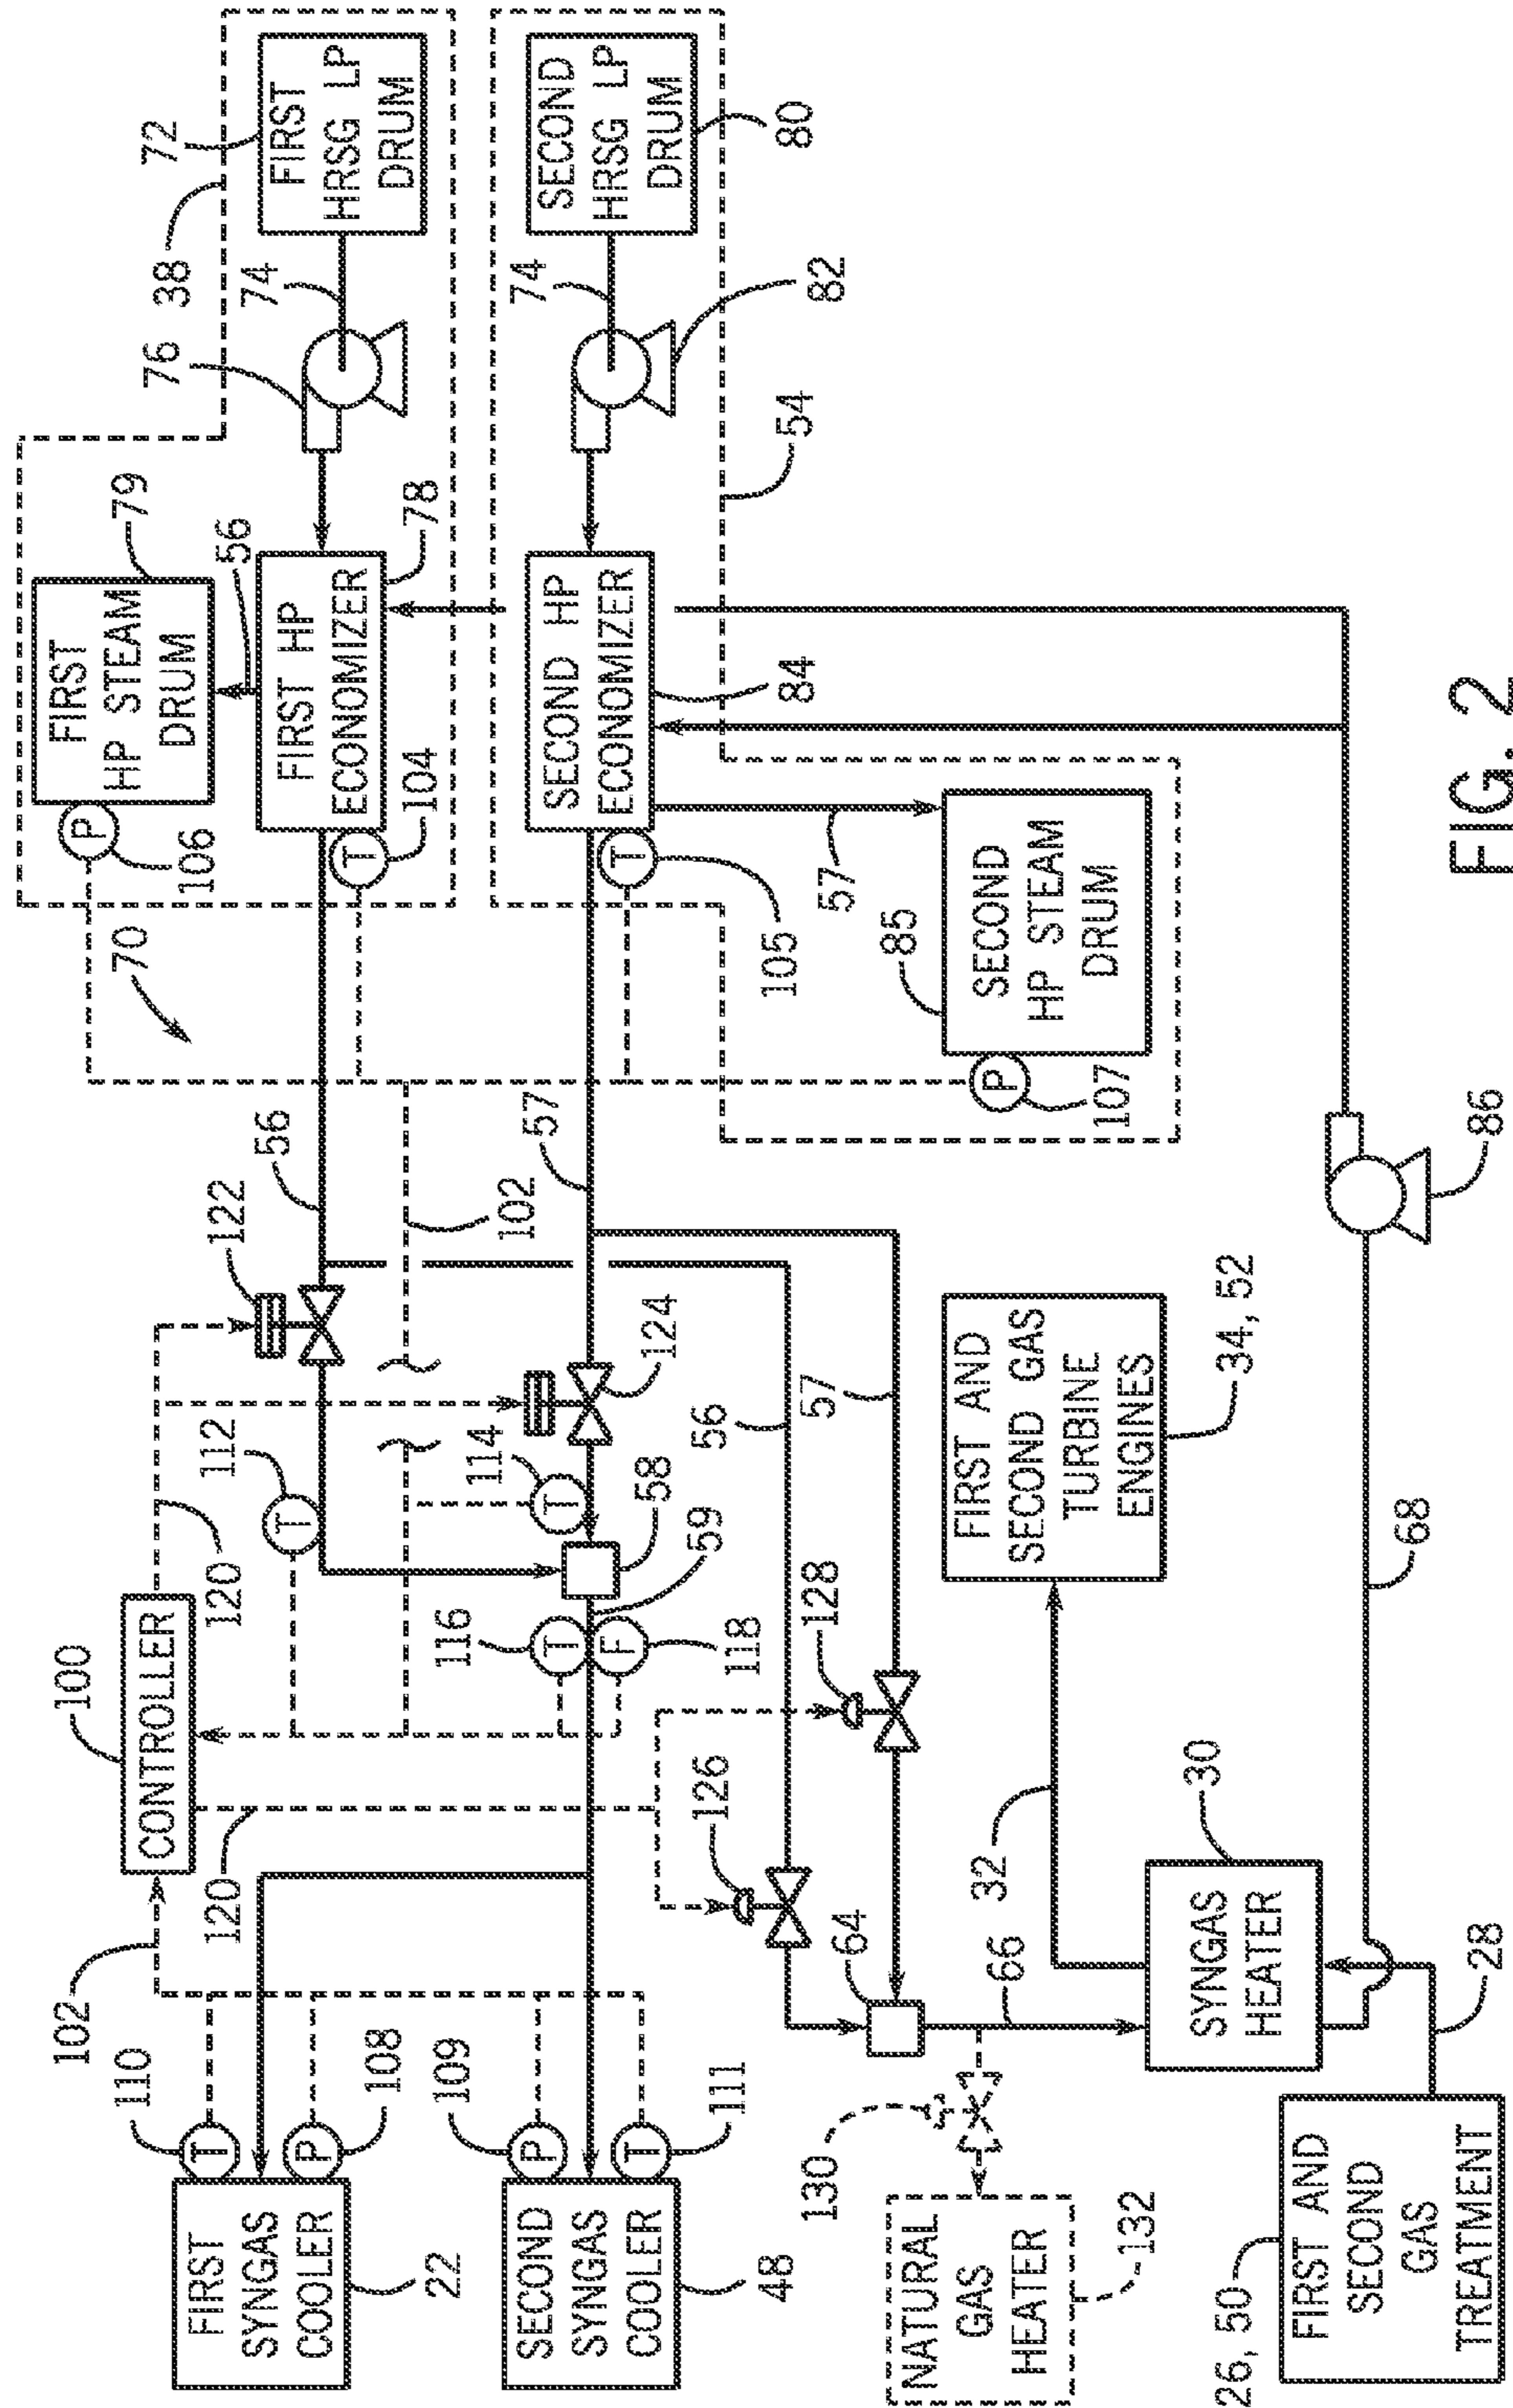 FIG. 2
70
38
72
FIRST
HRSG LP
DRUM
74
76
79
FIRST
HP STEAM
DRUM
56
FIRST HP
ECONOMIZER
78
P
106
T
104
SECOND
HRSG LP
DRUM
80
74
82
54
SECOND HP
ECONOMIZER
84
T
105
57
85
SECOND
HP STEAM
DRUM
P
107
56
122
102
57
124
112
T
114
T
58
59
116
T
F
118
100
CONTROLLER
120
120
102
110
T
P
108
109
P
T
111
FIRST
SYNGAS
COOLER
22
SECOND
SYNGAS
COOLER
48
56
57
126
128
64
66
130
NATURAL
GAS
HEATER
132
FIRST AND
SECOND GAS
TURBINE
ENGINES
34, 52
32
SYNGAS
HEATER
30
68
86
28
26, 50
FIRST AND
SECOND
GAS
TREATMENT